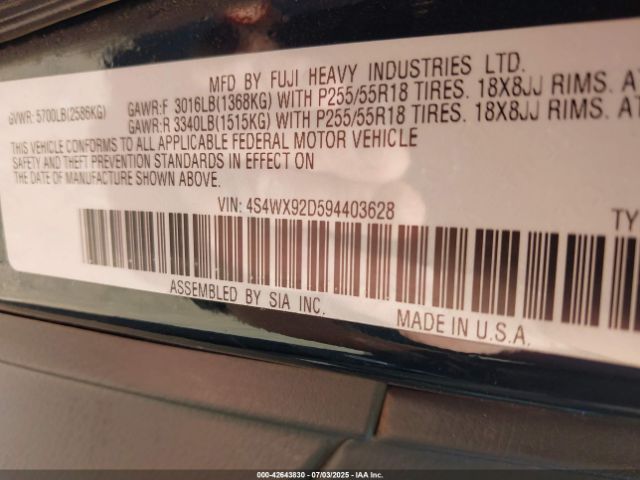 MFD BY FUJI HEAVY INDUSTRIES LTD.
GVWR: 5700LB(2586KG) GAWR:F 3016LB(1368KG) WITH P255/55R18 TIRES. 18X8JJ RIMS. AT
GAWR:R 3340LB(1515KG) WITH P255/55R18 TIRES. 18X8JJ RIMS. AT
THIS VEHICLE CONFORMS TO ALL APPLICABLE FEDERAL MOTOR VEHICLE
SAFETY AND THEFT PREVENTION STANDARDS IN EFFECT ON
THE DATE OF MANUFACTURE SHOWN ABOVE.
VIN: 4S4WX92D594403628
TY
ASSEMBLED BY SIA INC.
MADE IN U.S.A.
000-42643830 - 07/03/2025 - IAA Inc.